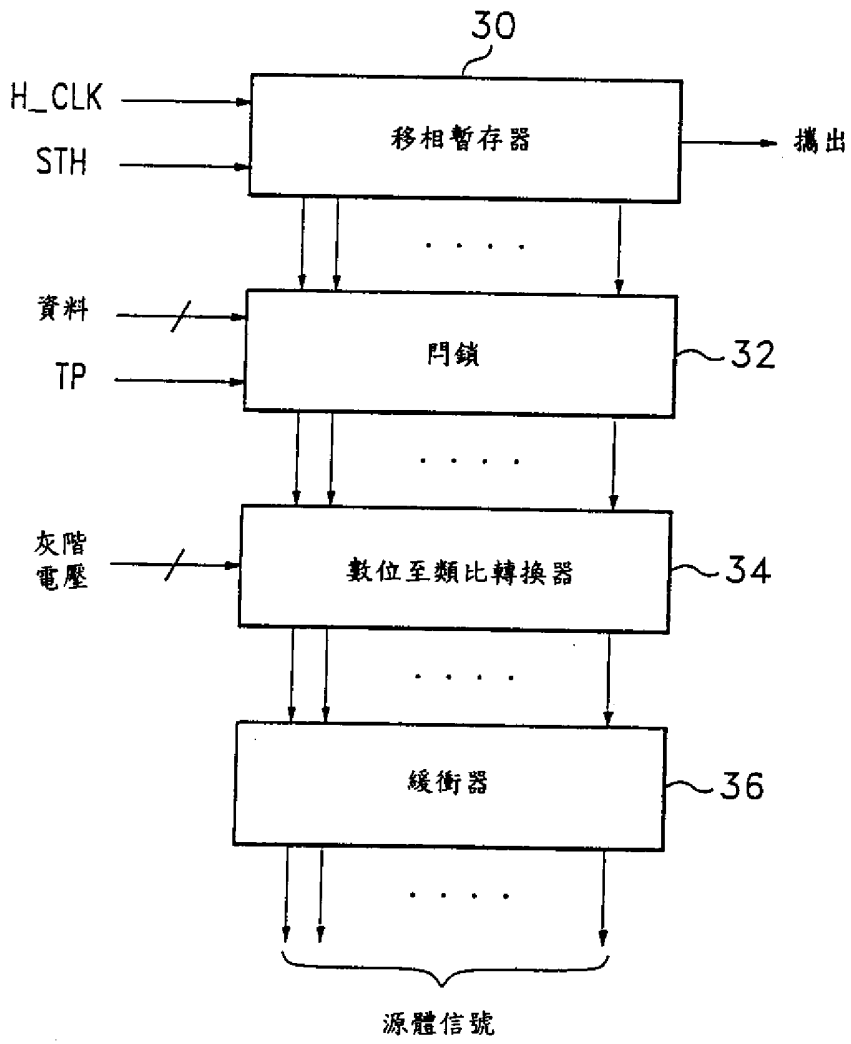 30
H_CLK
移相暫存器
STH
攜出
資料
閂鎖
32
TP
灰階
電壓
數位至類比轉換器
34
緩衝器
36
源體信號